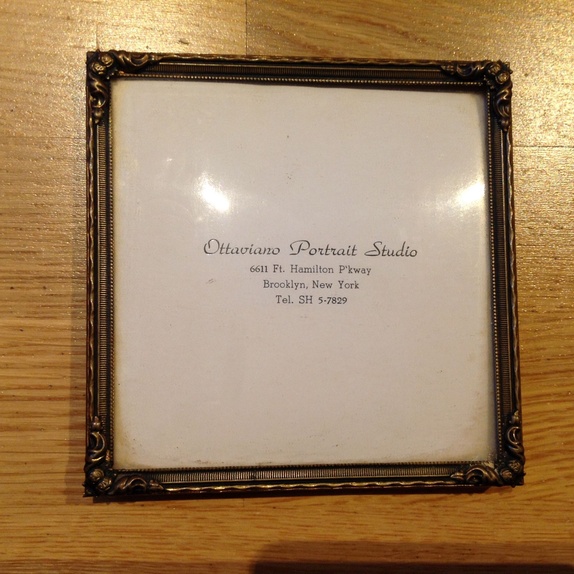 Ottaviano Portrait Studio
6611 Ft. Hamilton P'kway
Brooklyn, New York
Tel. SH 5-7829